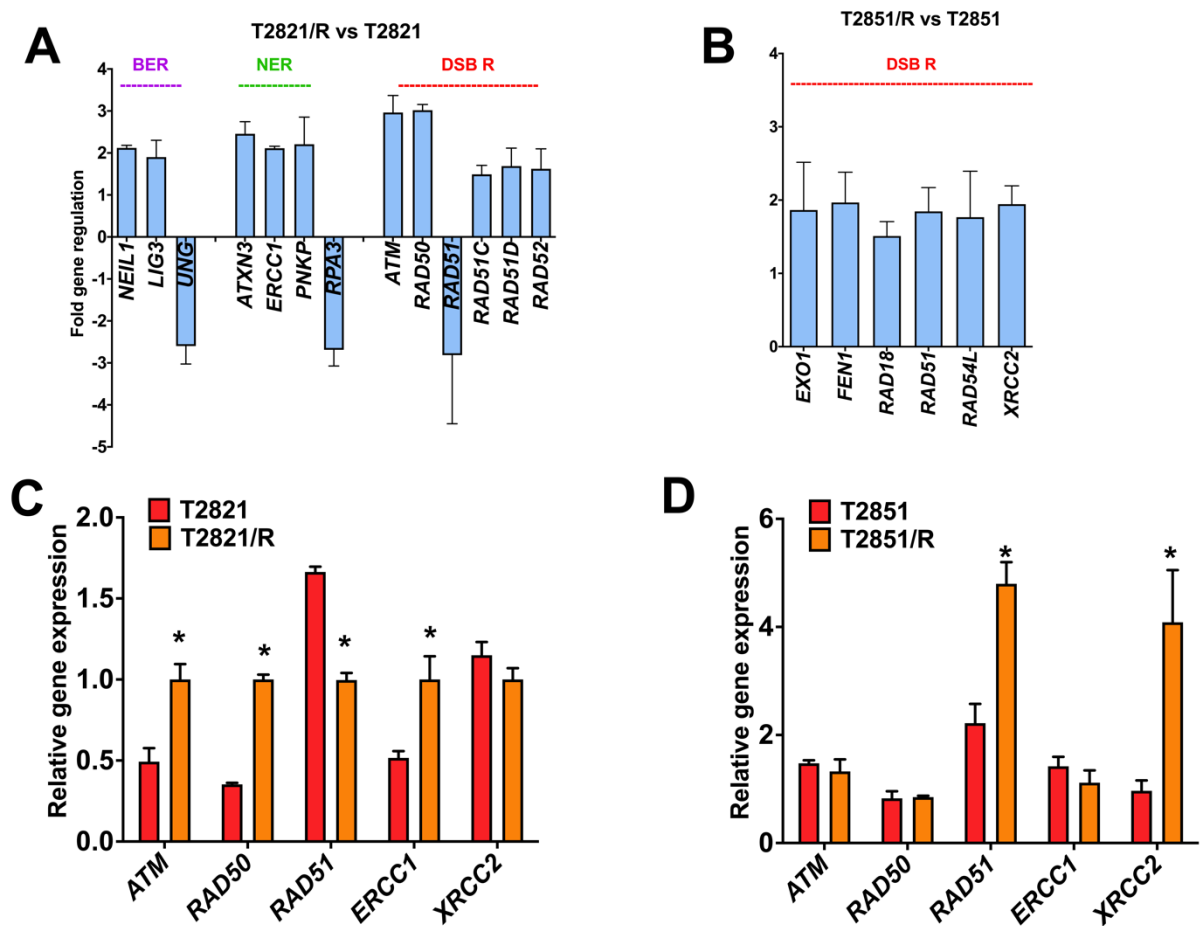 A
T2821/R vs T2821
BER
NER
DSB R
Fold gene regulation
4
3
2
1
0
-1
-2
-3
-4
-5
NEIL1
LIG3
UNG
ATXN3
ERCC1
PNKP
RPA3
ATM
RAD50
RAD51
RAD51C
RAD51D
RAD52
B
T2851/R vs T2851
DSB R
4
3
2
1
0
EXO1
FEN1
RAD18
RAD51
RAD54L
XRCC2
C
T2821
T2821/R
Relative gene expression
2.0
1.5
1.0
0.5
0.0
*
*
*
*
ATM
RAD50
RAD51
ERCC1
XRCC2
D
T2851
T2851/R
Relative gene expression
6
4
2
0
*
*
ATM
RAD50
RAD51
ERCC1
XRCC2